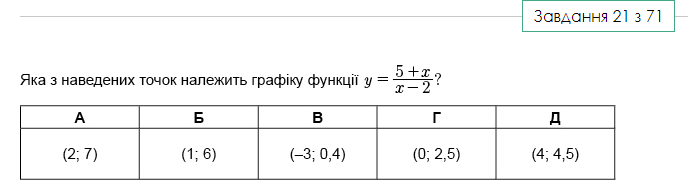 Завдання 21 з 71
Яка з наведених точок належить графіку функції y = \frac{5+x}{x-2}?
А Б В Г Д
(2; 7) (1; 6) (–3; 0,4) (0; 2,5) (4; 4,5)